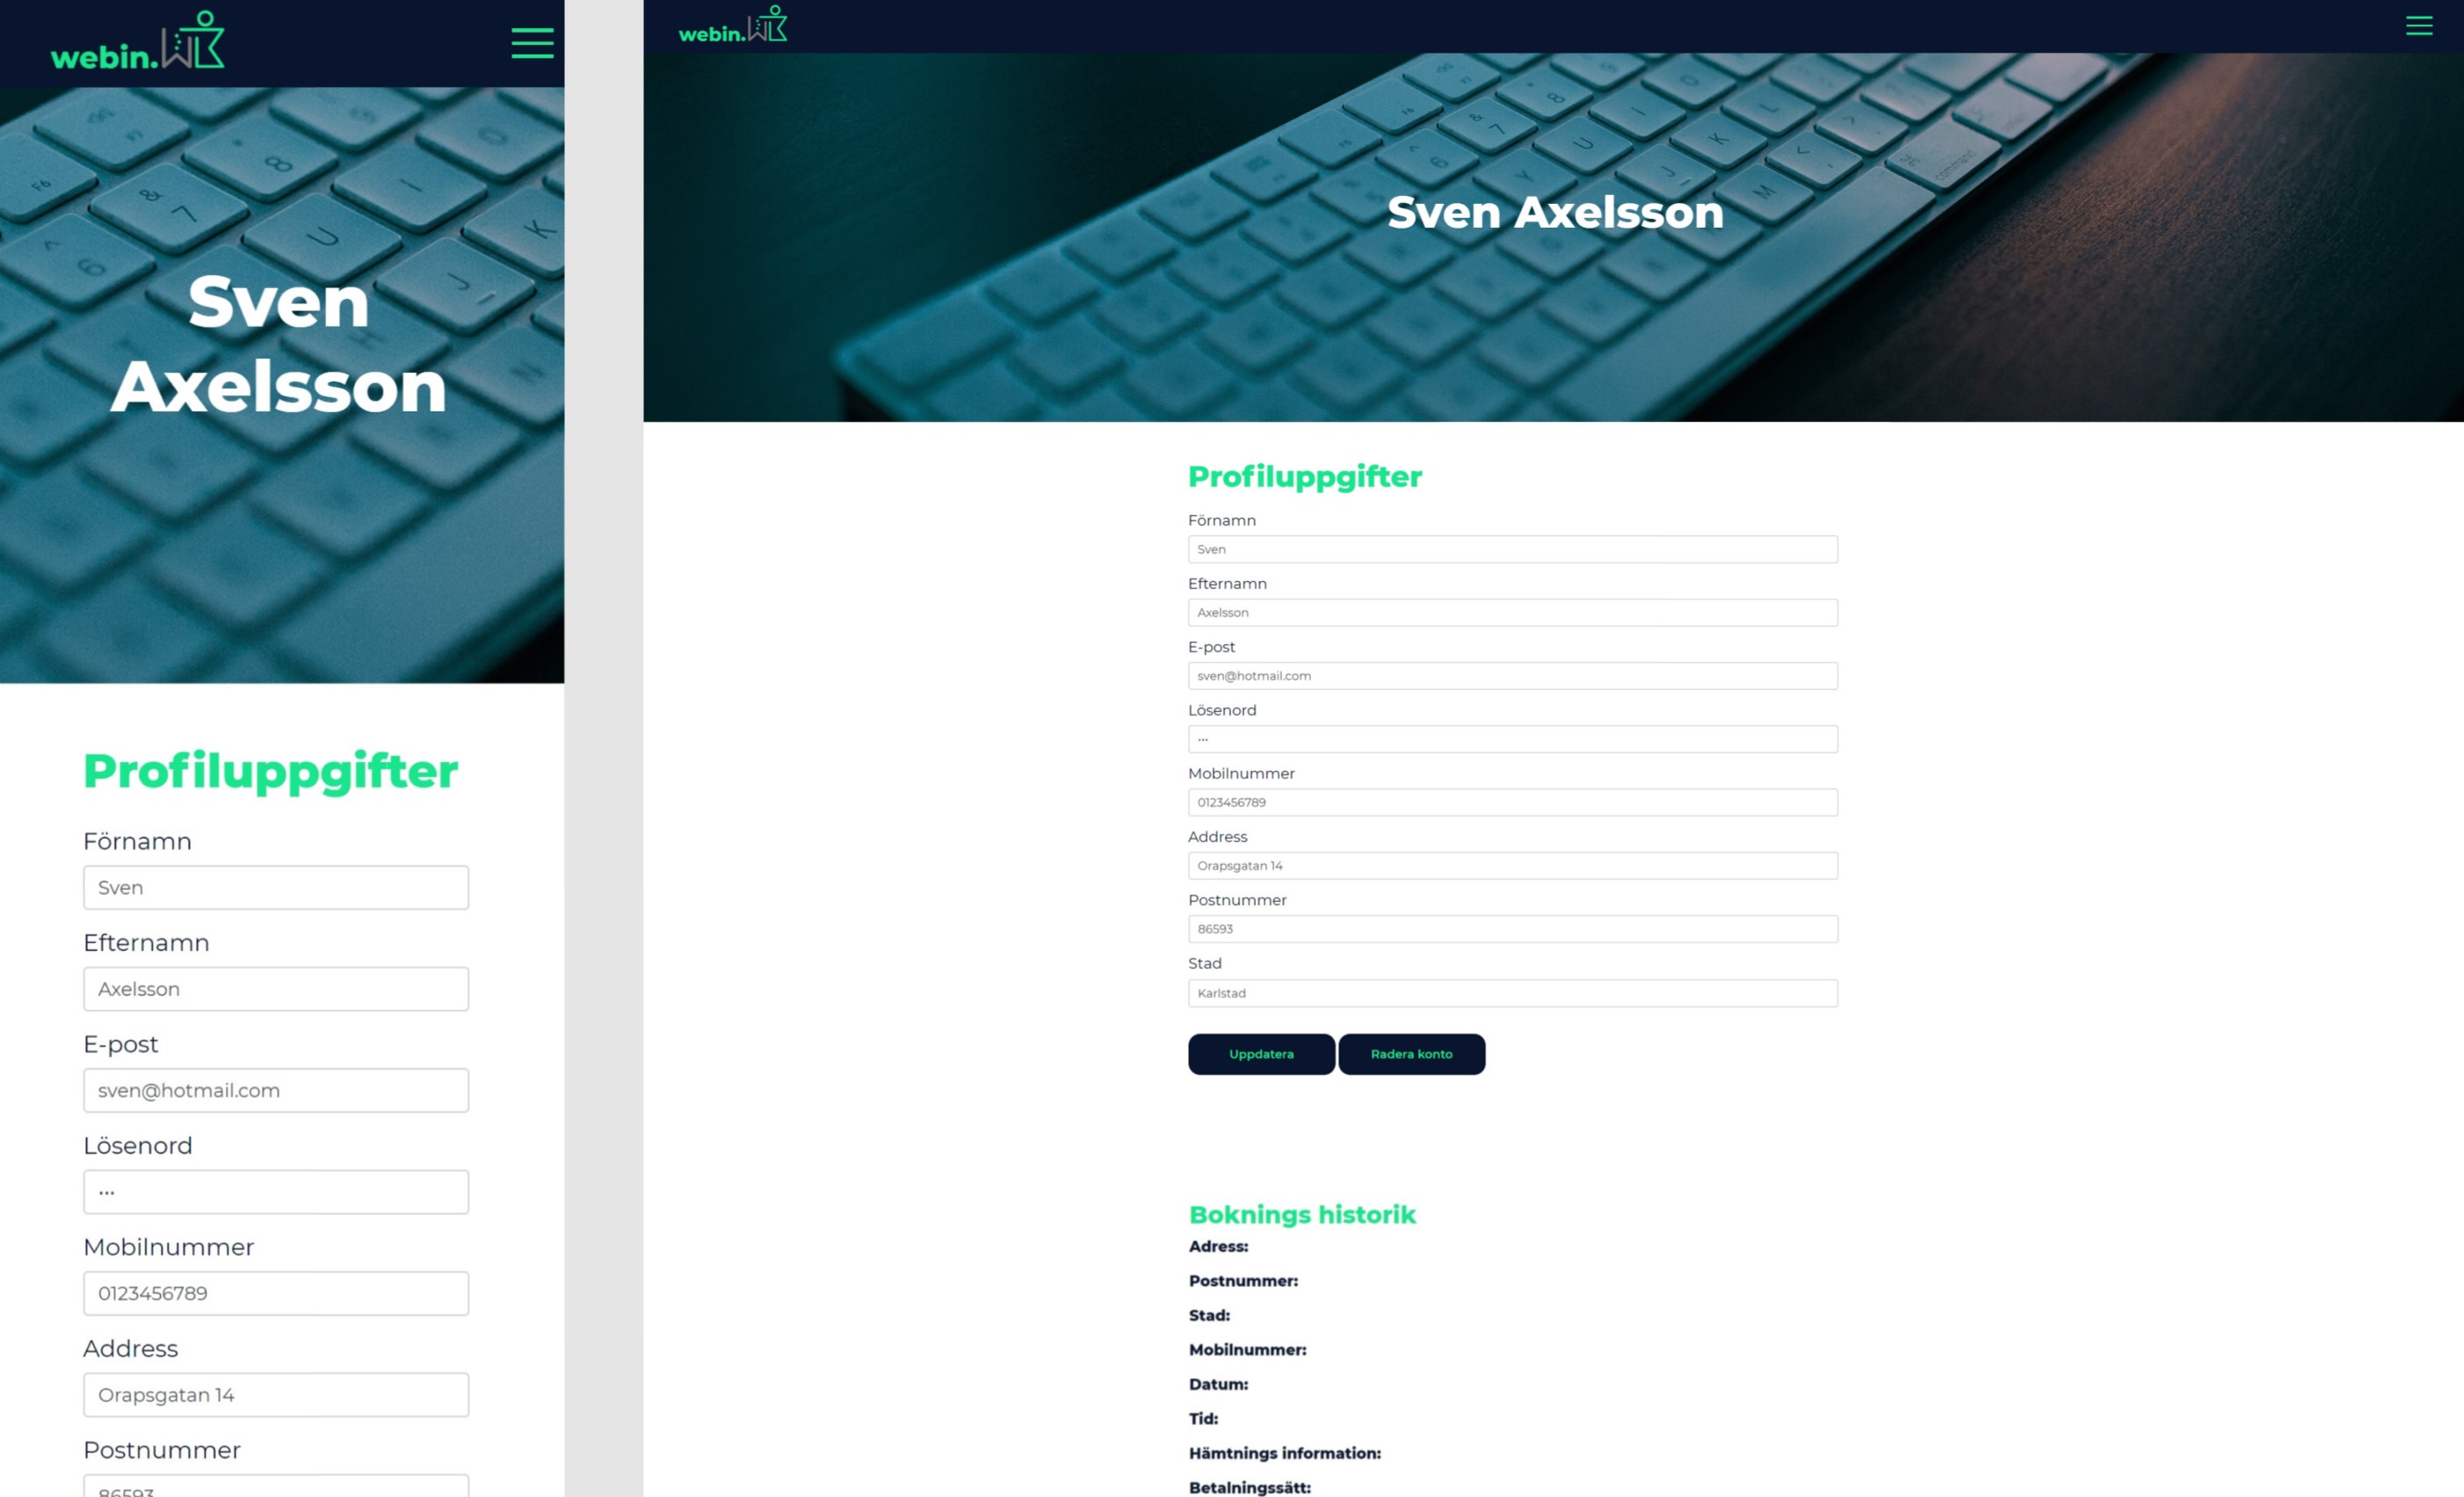 webin.
Sven
Axelsson
Profiluppgifter
Förnamn
Sven
Efternamn
Axelsson
E-post
sven@hotmail.com
Lösenord
...
Mobilnummer
0123456789
Address
Orapsgatan 14
Postnummer
86593
webin.
Sven Axelsson
Profiluppgifter
Förnamn
Sven
Efternamn
Axelsson
E-post
sven@hotmail.com
Lösenord
...
Mobilnummer
0123456789
Address
Orapsgatan 14
Postnummer
86593
Stad
Karlstad
Uppdatera Radera konto
Boknings historik
Adress:
Postnummer:
Stad:
Mobilnummer:
Datum:
Tid:
Hämtnings information:
Betalningssätt: